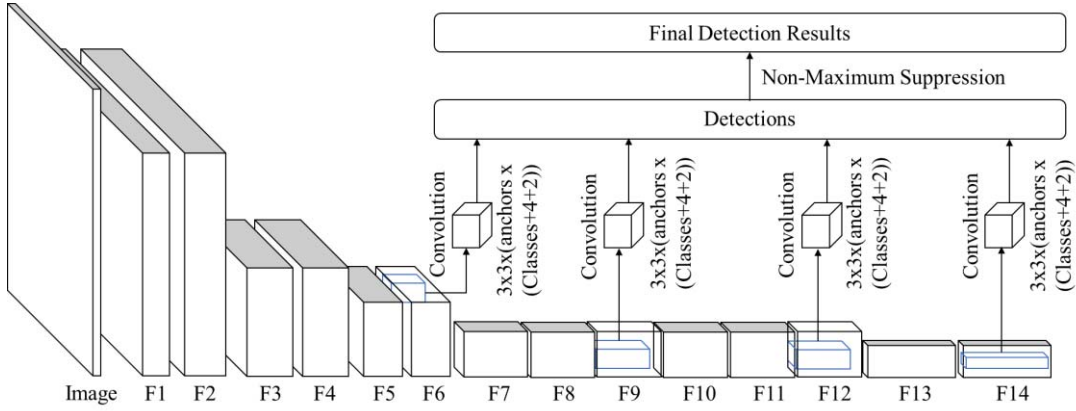 Final Detection Results
Non-Maximum Suppression
Detections
Convolution
3x3x(anchors x
(Classes+4+2))
Convolution
3x3x(anchors x
(Classes+4+2))
Convolution
3x3x(anchors x
(Classes+4+2))
Convolution
3x3x(anchors x
(Classes+4+2))
Image F1 F2 F3 F4 F5 F6 F7 F8 F9 F10 F11 F12 F13 F14